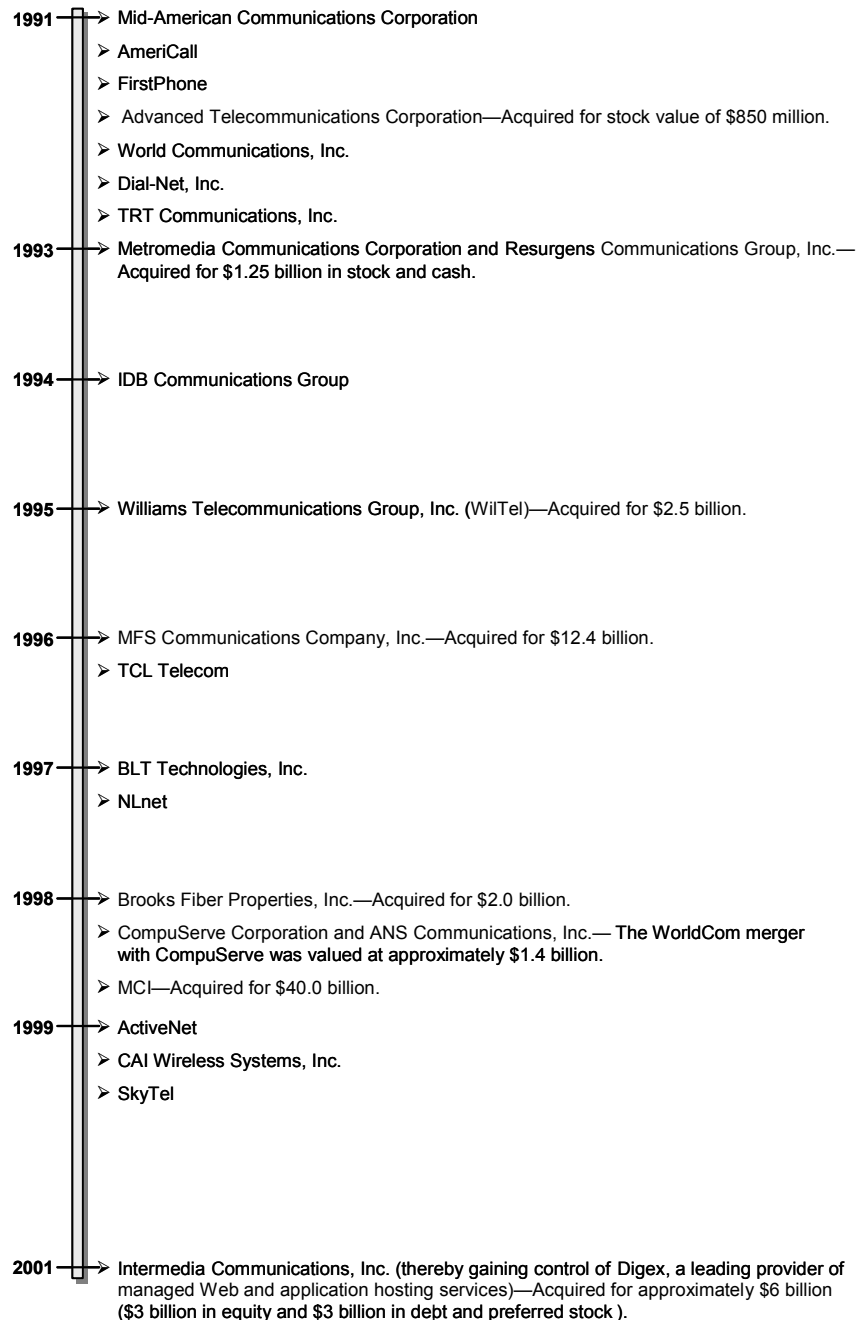 1991 ➢ Mid-American Communications Corporation
➢ AmeriCall
➢ FirstPhone
➢ Advanced Telecommunications Corporation—Acquired for stock value of $850 million.
➢ World Communications, Inc.
➢ Dial-Net, Inc.
➢ TRT Communications, Inc.
1993 ➢ Metromedia Communications Corporation and Resurgens Communications Group, Inc.—
Acquired for $1.25 billion in stock and cash.
1994 ➢ IDB Communications Group
1995 ➢ Williams Telecommunications Group, Inc. (WilTel)—Acquired for $2.5 billion.
1996 ➢ MFS Communications Company, Inc.—Acquired for $12.4 billion.
➢ TCL Telecom
1997 ➢ BLT Technologies, Inc.
➢ NLnet
1998 ➢ Brooks Fiber Properties, Inc.—Acquired for $2.0 billion.
➢ CompuServe Corporation and ANS Communications, Inc.— The WorldCom merger
with CompuServe was valued at approximately $1.4 billion.
➢ MCI—Acquired for $40.0 billion.
1999 ➢ ActiveNet
➢ CAI Wireless Systems, Inc.
➢ SkyTel
2001 ➢ Intermedia Communications, Inc. (thereby gaining control of Digex, a leading provider of
managed Web and application hosting services)—Acquired for approximately $6 billion
($3 billion in equity and $3 billion in debt and preferred stock ).